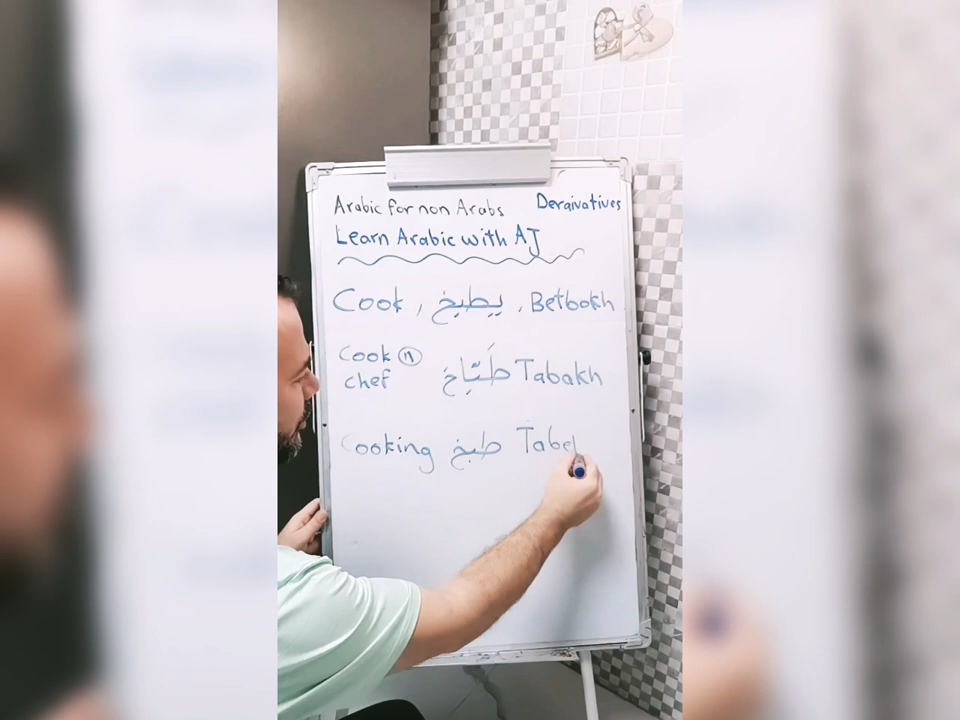 Arabic for non Arabs Deraivatives
Learn Arabic with AJ
Cook , يطبخ , Betbokh
Cook (n) طَبّاخ Tabakh
chef
Cooking طبخ Tabe